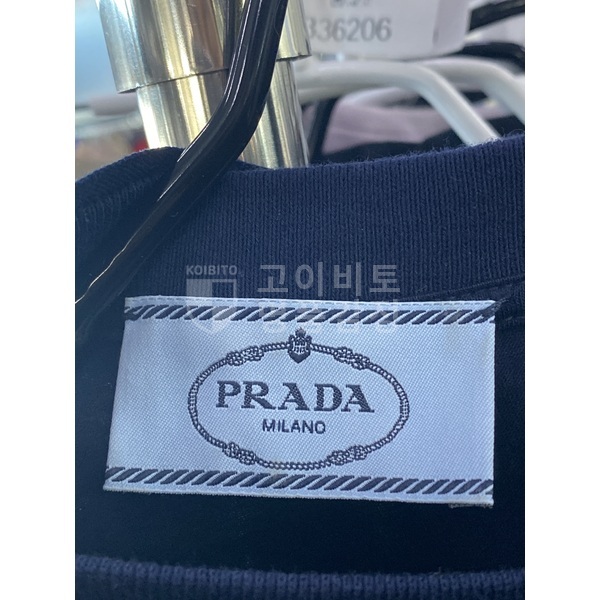 336206
KOIBITO
고이비토
PRADA
MILANO